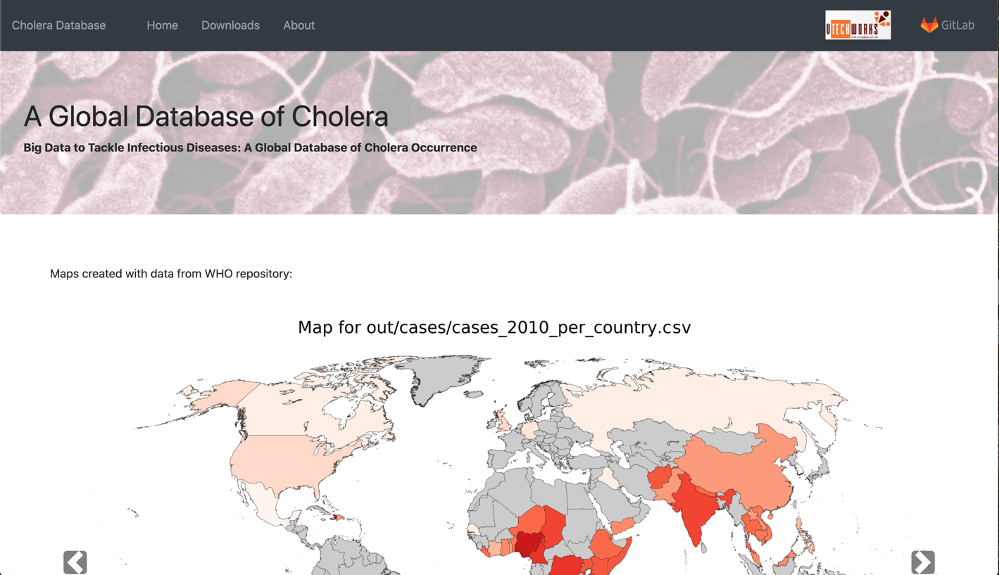 Cholera Database Home Downloads About UTECHWORKS GitLab
A Global Database of Cholera
Big Data to Tackle Infectious Diseases: A Global Database of Cholera Occurrence
Maps created with data from WHO repository:
Map for out/cases/cases_2010_per_country.csv